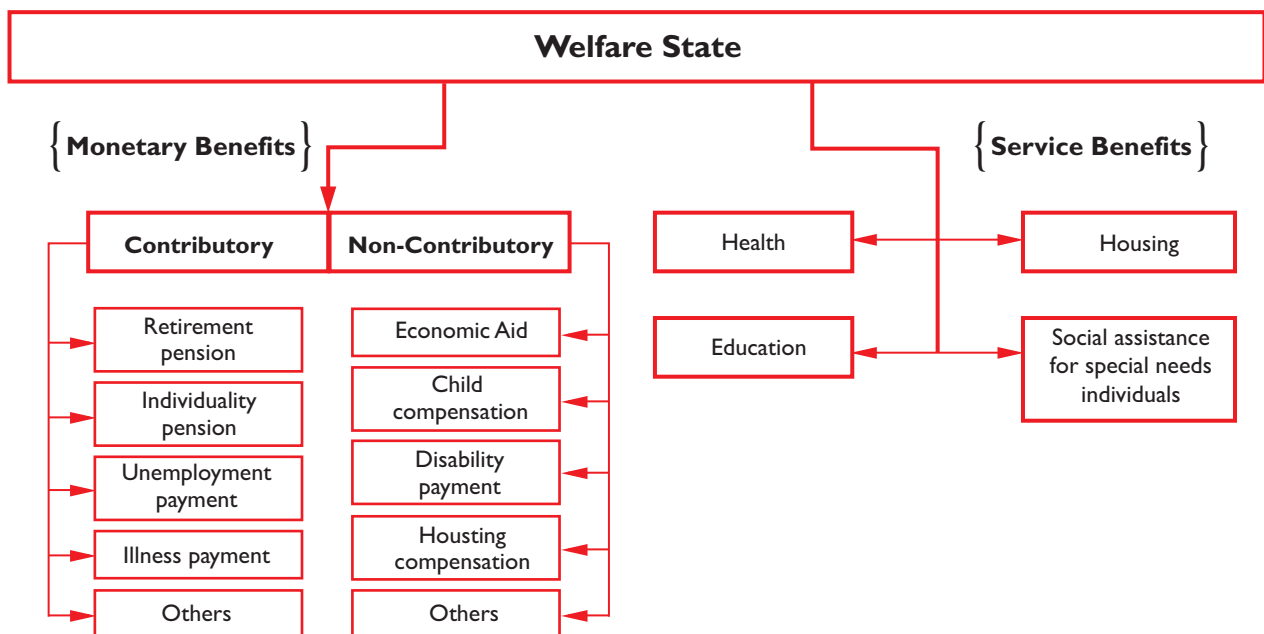 Welfare State
{Monetary Benefits}
{Service Benefits}
Contributory
Non-Contributory
Retirement
pension
Individuality
pension
Unemployment
payment
Illness payment
Others
Economic Aid
Child
compensation
Disability
payment
Housting
compensation
Others
Health
Housing
Education
Social assistance
for special needs
individuals